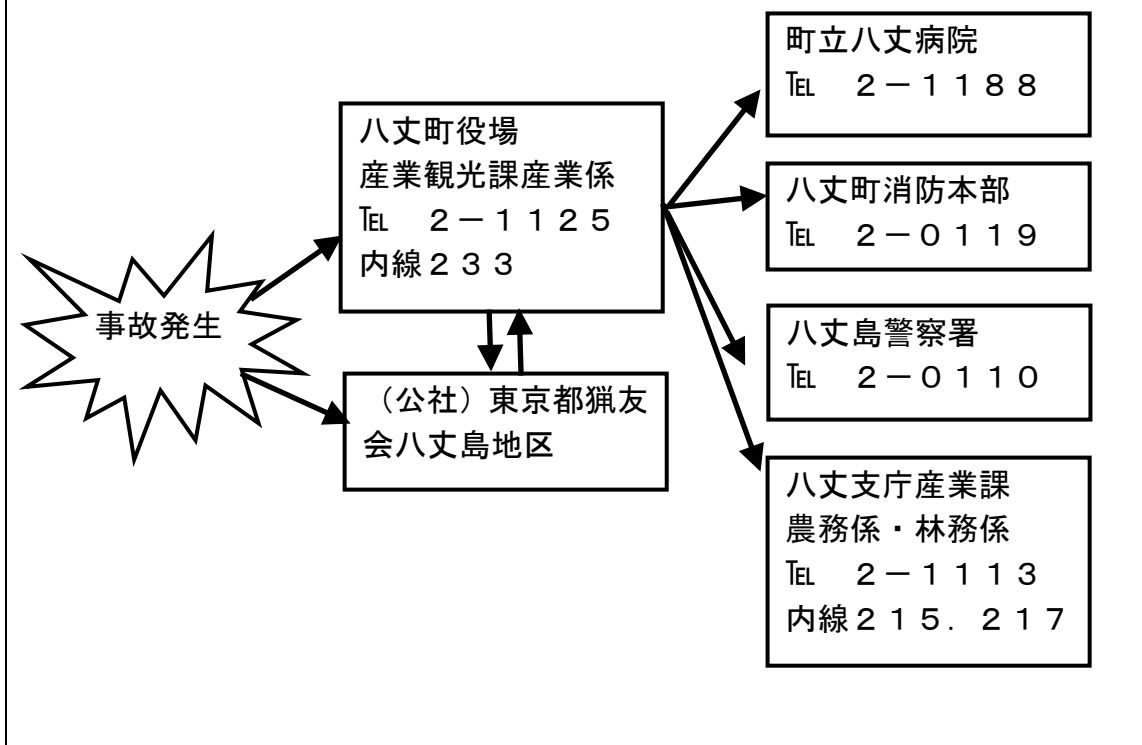 事故発生
八丈町役場
産業観光課産業係
℡　２－１１２５
内線２３３
（公社）東京都猟友
会八丈島地区
町立八丈病院
℡　２－１１８８
八丈町消防本部
℡　２－０１１９
八丈島警察署
℡　２－０１１０
八丈支庁産業課
農務係・林務係
℡　２－１１１３
内線２１５．２１７